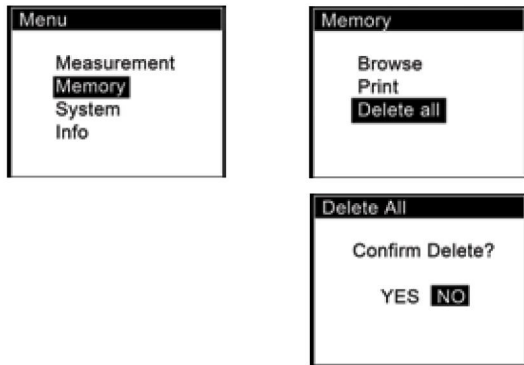 Menu
Measurement
Memory
System
Info
Memory
Browse
Print
Delete all
Delete All
Confirm Delete?
YES NO